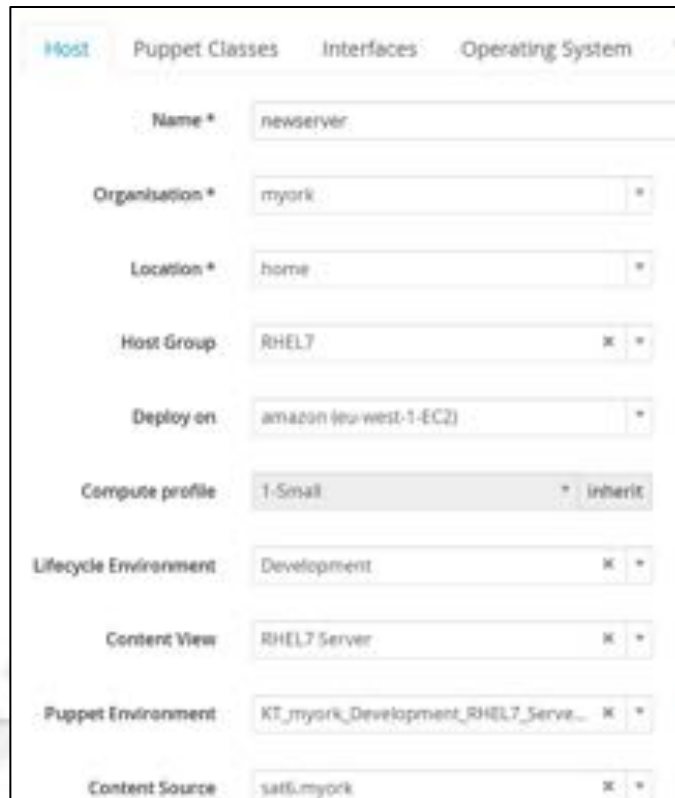 Host Puppet Classes Interfaces Operating System
Name * newserver
Organisation * myork
Location * home
Host Group RHEL7
Deploy on amazon (eu-west-1-EC2)
Compute profile 1-Small inherit
Lifecycle Environment Development
Content View RHEL7 Server
Puppet Environment KT_myork_Development_RHEL7_Serve...
Content Source sat6.myork